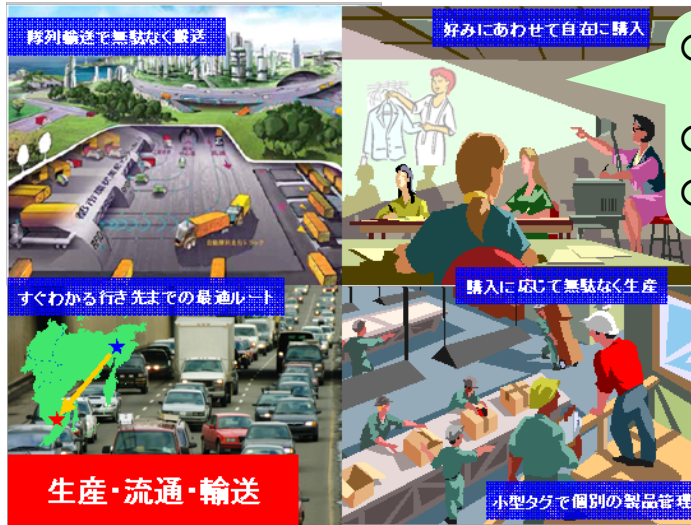 隊列輸送で無駄なく搬送
好みにあわせて自在に購入
すぐわかる行き先までの最適ルート
購入に応じて無駄なく生産
生産・流通・輸送
小型タグで個別の製品管理